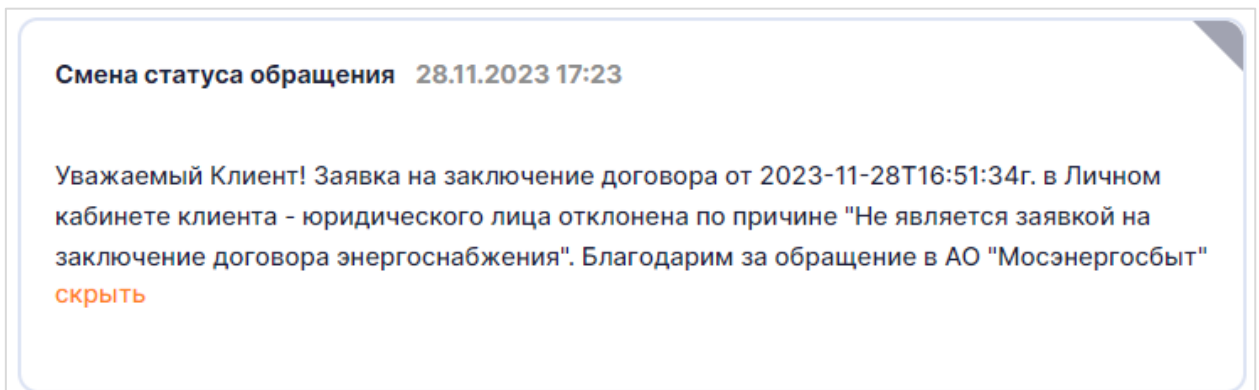 Смена статуса обращения 28.11.2023 17:23
Уважаемый Клиент! Заявка на заключение договора от 2023-11-28T16:51:34г. в Личном
кабинете клиента - юридического лица отклонена по причине "Не является заявкой на
заключение договора энергоснабжения". Благодарим за обращение в АО "Мосэнергосбыт"
скрыть